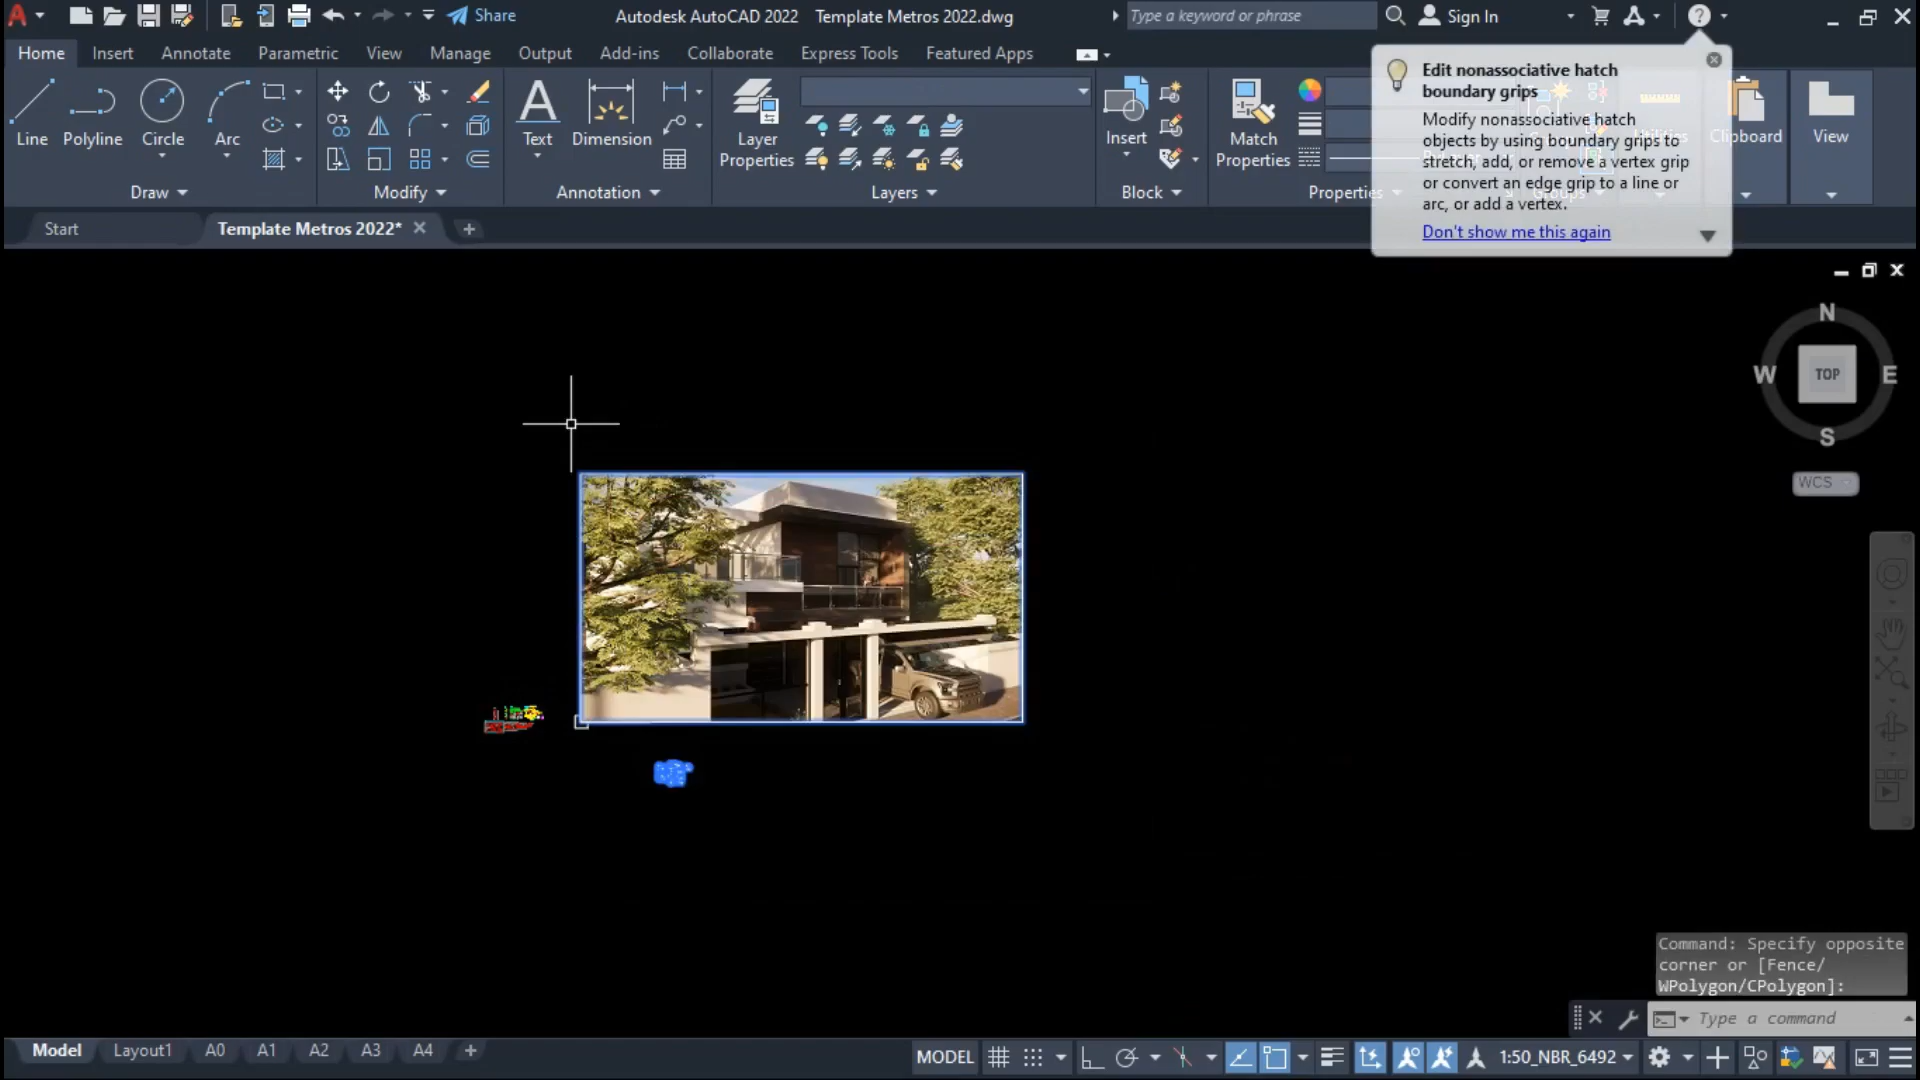 Share
Autodesk AutoCAD 2022 Template Metros 2022.dwg
Type a keyword or phrase
Sign In
Home Insert Annotate Parametric View Manage Output Add-ins Collaborate Express Tools Featured Apps
Line Polyline Circle Arc
Draw
Modify
Text Dimension
Annotation
Layer
Properties
Layers
Insert
Block
Match
Properties
Properties
Groups
Utilities
Clipboard
View
Edit nonassociative hatch
boundary grips
Modify nonassociative hatch
objects by using boundary grips to
stretch, add, or remove a vertex grip
or convert an edge grip to a line or
arc, or add a vertex.
Don't show me this again
Start Template Metros 2022*
N
W TOP E
S
WCS
Command: Specify opposite
corner or [Fence/
WPolygon/CPolygon]:
Type a command
Model Layout1 A0 A1 A2 A3 A4
MODEL 1:50_NBR_6492